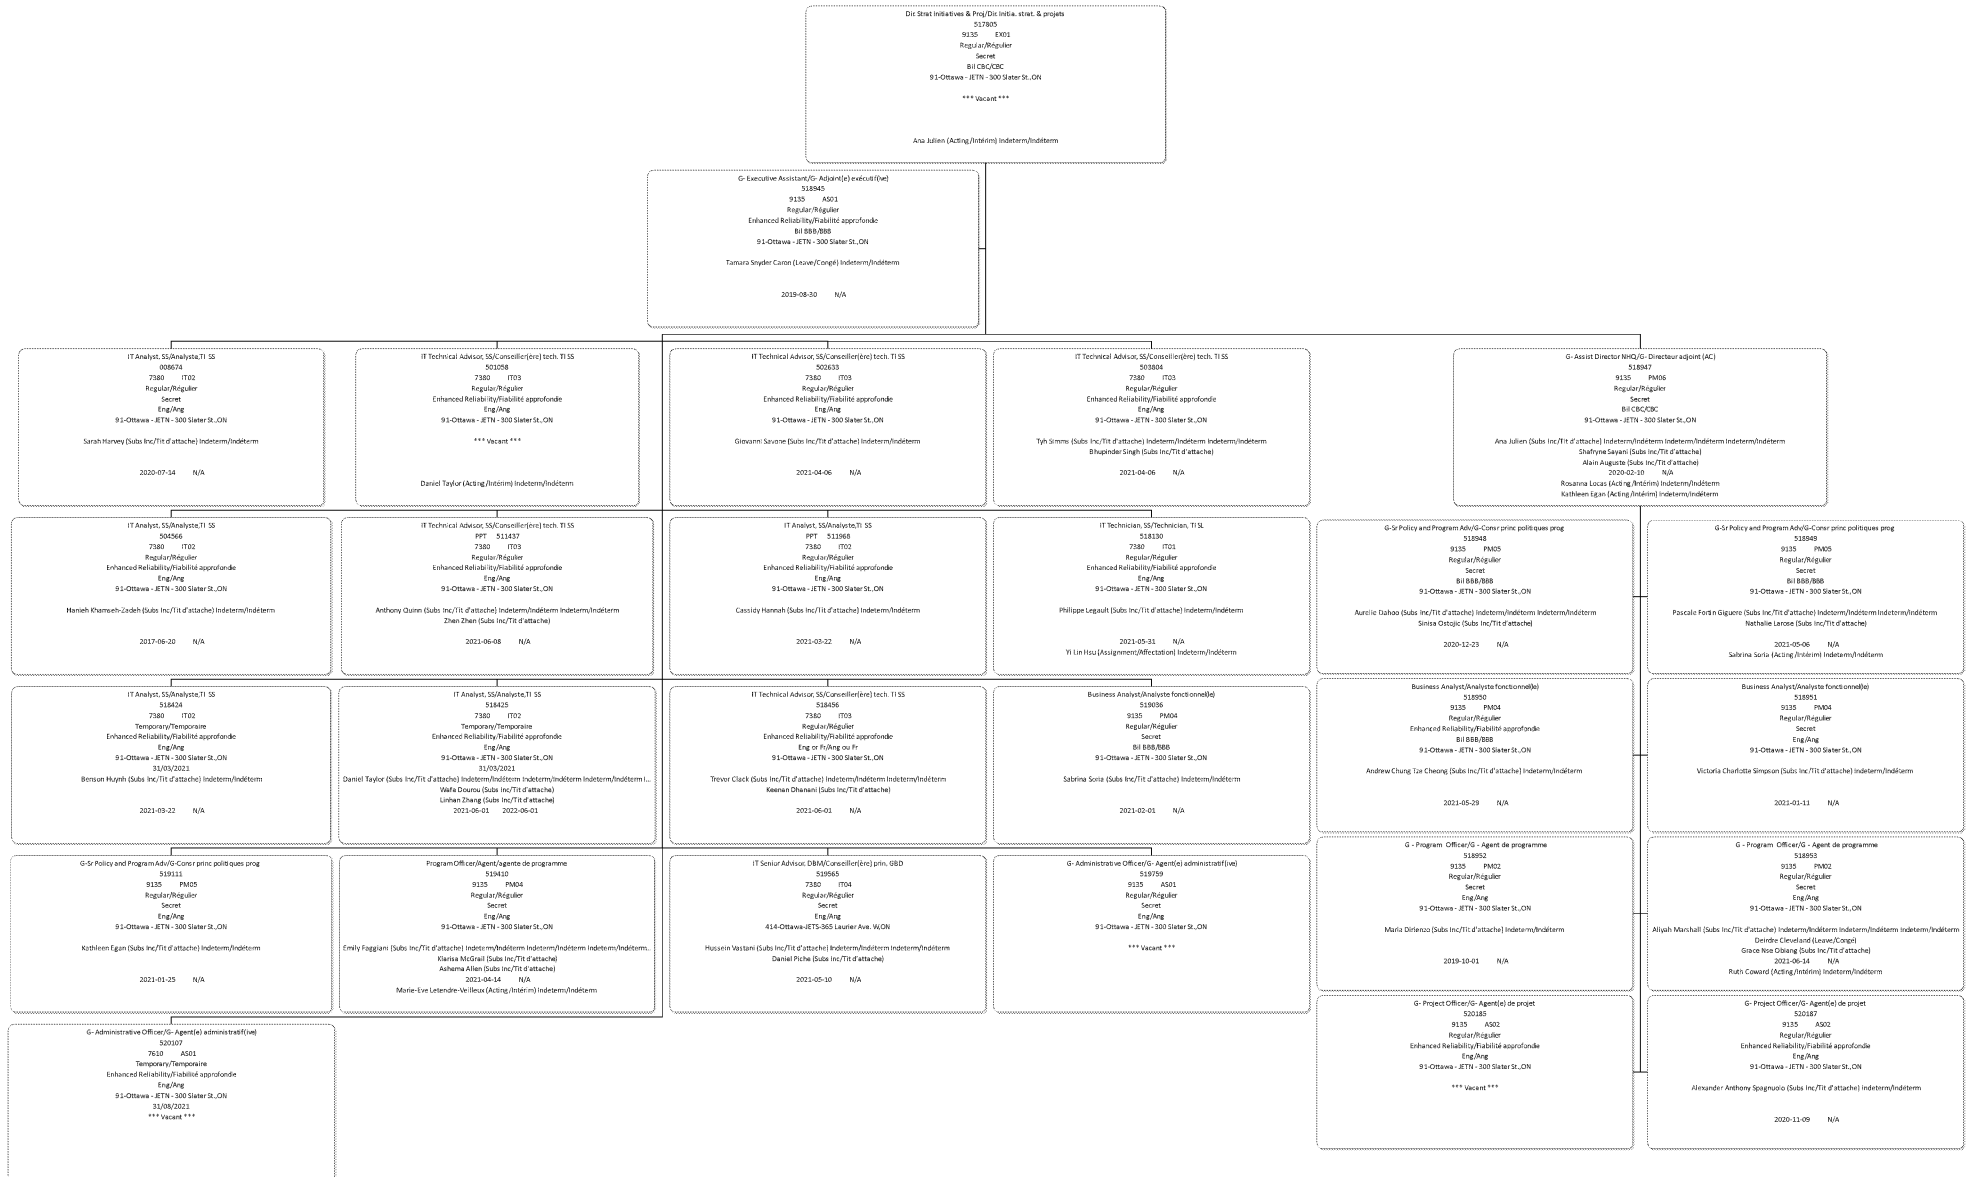 Dir. Strat Initiatives & Proj/Dir. Initia. strat. & projets
517805
9135 EX01
Regular/Régulier
Secret
Bil CBC/CBC
91-Ottawa - JETN - 300 Slater St.,ON
*** Vacant ***
Ana Julien (Acting/Intérim) Indeterm/Indéterm
G- Executive Assistant/G- Adjoint(e) exécutif(ive)
518945
9135 AS01
Regular/Régulier
Enhanced Reliability/Fiabilité approfondie
Bil BBB/BBB
91-Ottawa - JETN - 300 Slater St.,ON
Tamara Snyder Caron (Leave/Congé) Indeterm/Indéterm
2019-08-30 N/A
IT Analyst, SS/Analyste,TI SS
008674
7380 IT02
Regular/Régulier
Secret
Eng/Ang
91-Ottawa - JETN - 300 Slater St.,ON
Sarah Harvey (Subs Inc/Tit d'attache) Indeterm/Indéterm
2020-07-14 N/A
IT Technical Advisor, SS/Conseiller(ère) tech. TI SS
501058
7380 IT03
Regular/Régulier
Enhanced Reliability/Fiabilité approfondie
Eng/Ang
91-Ottawa - JETN - 300 Slater St.,ON
*** Vacant ***
Daniel Taylor (Acting/Intérim) Indeterm/Indéterm
IT Technical Advisor, SS/Conseiller(ère) tech. TI SS
502633
7380 IT03
Regular/Régulier
Enhanced Reliability/Fiabilité approfondie
Eng/Ang
91-Ottawa - JETN - 300 Slater St.,ON
Giovanni Savone (Subs Inc/Tit d'attache) Indeterm/Indéterm
2021-04-06 N/A
IT Technical Advisor, SS/Conseiller(ère) tech. TI SS
503804
7380 IT03
Regular/Régulier
Enhanced Reliability/Fiabilité approfondie
Eng/Ang
91-Ottawa - JETN - 300 Slater St.,ON
Tyh Simms (Subs Inc/Tit d'attache) Indeterm/Indéterm Indeterm/Indéterm
Bhupinder Singh (Subs Inc/Tit d'attache)
2021-04-06 N/A
G- Assist Director NHQ/G- Directeur adjoint (AC)
518947
9135 PM06
Regular/Régulier
Secret
Bil CBC/CBC
91-Ottawa - JETN - 300 Slater St.,ON
Ana Julien (Subs Inc/Tit d'attache) Indeterm/Indéterm Indeterm/Indéterm Indeterm/Indéterm
Shafryne Sayani (Subs Inc/Tit d'attache)
Alain Auguste (Subs Inc/Tit d'attache)
2020-02-10 N/A
Rosanna Locas (Acting/Intérim) Indeterm/Indéterm
Kathleen Egan (Acting/Intérim) Indeterm/Indéterm
IT Analyst, SS/Analyste,TI SS
504566
7380 IT02
Regular/Régulier
Enhanced Reliability/Fiabilité approfondie
Eng/Ang
91-Ottawa - JETN - 300 Slater St.,ON
Hanieh Khamseh-Zadeh (Subs Inc/Tit d'attache) Indeterm/Indéterm
2017-06-20 N/A
IT Technical Advisor, SS/Conseiller(ère) tech. TI SS
PPT 511437
7380 IT03
Regular/Régulier
Enhanced Reliability/Fiabilité approfondie
Eng/Ang
91-Ottawa - JETN - 300 Slater St.,ON
Anthony Quinn (Subs Inc/Tit d'attache) Indeterm/Indéterm Indeterm/Indéterm
Zhen Zhen (Subs Inc/Tit d'attache)
2021-06-08 N/A
IT Analyst, SS/Analyste,TI SS
PPT 511968
7380 IT02
Regular/Régulier
Enhanced Reliability/Fiabilité approfondie
Eng/Ang
91-Ottawa - JETN - 300 Slater St.,ON
Cassidy Hannah (Subs Inc/Tit d'attache) Indeterm/Indéterm
2021-03-22 N/A
IT Technician, SS/Technician, TI SL
518130
7380 IT01
Regular/Régulier
Enhanced Reliability/Fiabilité approfondie
Eng/Ang
91-Ottawa - JETN - 300 Slater St.,ON
Philippe Legault (Subs Inc/Tit d'attache) Indeterm/Indéterm
2021-05-31 N/A
Yi Lin Hsu (Assignment/Affectation) Indeterm/Indéterm
G-Sr Policy and Program Adv/G-Consr princ politiques prog
518948
9135 PM05
Regular/Régulier
Secret
Bil BBB/BBB
91-Ottawa - JETN - 300 Slater St.,ON
Aurelie Dahoo (Subs Inc/Tit d'attache) Indeterm/Indéterm Indeterm/Indéterm
Sinisa Ostojic (Subs Inc/Tit d'attache)
2020-12-23 N/A
G-Sr Policy and Program Adv/G-Consr princ politiques prog
518949
9135 PM05
Regular/Régulier
Secret
Bil BBB/BBB
91-Ottawa - JETN - 300 Slater St.,ON
Pascale Fortin Giguere (Subs Inc/Tit d'attache) Indeterm/Indéterm Indeterm/Indéterm
Nathalie Larose (Subs Inc/Tit d'attache)
2021-05-06 N/A
Sabrina Soria (Acting/Intérim) Indeterm/Indéterm
IT Analyst, SS/Analyste,TI SS
518424
7380 IT02
Temporary/Temporaire
Enhanced Reliability/Fiabilité approfondie
Eng/Ang
91-Ottawa - JETN - 300 Slater St.,ON
31/03/2021
Benson Huynh (Subs Inc/Tit d'attache) Indeterm/Indéterm
2021-03-22 N/A
IT Analyst, SS/Analyste,TI SS
518425
7380 IT02
Temporary/Temporaire
Enhanced Reliability/Fiabilité approfondie
Eng/Ang
91-Ottawa - JETN - 300 Slater St.,ON
31/03/2021
Daniel Taylor (Subs Inc/Tit d'attache) Indeterm/Indéterm Indeterm/Indéterm Indeterm/Indéterm I...
Wafa Dourou (Subs Inc/Tit d'attache)
Linhan Zhang (Subs Inc/Tit d'attache)
2021-06-01 2022-06-01
IT Technical Advisor, SS/Conseiller(ère) tech. TI SS
518456
7380 IT03
Regular/Régulier
Enhanced Reliability/Fiabilité approfondie
Eng or Fr/Ang ou Fr
91-Ottawa - JETN - 300 Slater St.,ON
Trevor Clack (Subs Inc/Tit d'attache) Indeterm/Indéterm Indeterm/Indéterm
Keenan Dhanani (Subs Inc/Tit d'attache)
2021-06-01 N/A
Business Analyst/Analyste fonctionnel(le)
519036
9135 PM04
Regular/Régulier
Secret
Bil BBB/BBB
91-Ottawa - JETN - 300 Slater St.,ON
Sabrina Soria (Subs Inc/Tit d'attache) Indeterm/Indéterm
2021-02-01 N/A
Business Analyst/Analyste fonctionnel(le)
518950
9135 PM04
Regular/Régulier
Enhanced Reliability/Fiabilité approfondie
Bil BBB/BBB
91-Ottawa - JETN - 300 Slater St.,ON
Andrew Chung Tze Cheong (Subs Inc/Tit d'attache) Indeterm/Indéterm
2021-05-29 N/A
Business Analyst/Analyste fonctionnel(le)
518951
9135 PM04
Regular/Régulier
Secret
Eng/Ang
91-Ottawa - JETN - 300 Slater St.,ON
Victoria Charlotte Simpson (Subs Inc/Tit d'attache) Indeterm/Indéterm
2021-01-11 N/A
G-Sr Policy and Program Adv/G-Consr princ politiques prog
519111
9135 PM05
Regular/Régulier
Secret
Eng/Ang
91-Ottawa - JETN - 300 Slater St.,ON
Kathleen Egan (Subs Inc/Tit d'attache) Indeterm/Indéterm
2021-01-25 N/A
Program Officer/Agent/agente de programme
519410
9135 PM04
Regular/Régulier
Secret
Eng/Ang
91-Ottawa - JETN - 300 Slater St.,ON
Emily Faggiani (Subs Inc/Tit d'attache) Indeterm/Indéterm Indeterm/Indéterm Indeterm/Indéterm...
Klarisa McGrail (Subs Inc/Tit d'attache)
Ashema Allen (Subs Inc/Tit d'attache)
2021-04-14 N/A
Marie-Eve Letendre-Veilleux (Acting/Intérim) Indeterm/Indéterm
IT Senior Advisor, DBM/Conseiller(ère) prin. GBD
519565
7380 IT04
Regular/Régulier
Secret
Eng/Ang
414-Ottawa-JETS-365 Laurier Ave. W,ON
Hussein Vastani (Subs Inc/Tit d'attache) Indeterm/Indéterm Indeterm/Indéterm
Daniel Piche (Subs Inc/Tit d'attache)
2021-05-10 N/A
G- Administrative Officer/G- Agent(e) administratif(ive)
519759
9135 AS01
Regular/Régulier
Secret
Eng/Ang
91-Ottawa - JETN - 300 Slater St.,ON
*** Vacant ***
G - Program Officer/G - Agent de programme
518952
9135 PM02
Regular/Régulier
Secret
Eng/Ang
91-Ottawa - JETN - 300 Slater St.,ON
Maria Dirienzo (Subs Inc/Tit d'attache) Indeterm/Indéterm
2019-10-01 N/A
G - Program Officer/G - Agent de programme
518953
9135 PM02
Regular/Régulier
Secret
Eng/Ang
91-Ottawa - JETN - 300 Slater St.,ON
Aliyah Marshall (Subs Inc/Tit d'attache) Indeterm/Indéterm Indeterm/Indéterm Indeterm/Indéterm
Deirdre Cleveland (Leave/Congé)
Grace Nse Obiang (Subs Inc/Tit d'attache)
2021-06-14 N/A
Ruth Coward (Acting/Intérim) Indeterm/Indéterm
G- Administrative Officer/G- Agent(e) administratif(ive)
520107
7610 AS01
Temporary/Temporaire
Enhanced Reliability/Fiabilité approfondie
Eng/Ang
91-Ottawa - JETN - 300 Slater St.,ON
31/08/2021
*** Vacant ***
G- Project Officer/G- Agent(e) de projet
520185
9135 AS02
Regular/Régulier
Enhanced Reliability/Fiabilité approfondie
Eng/Ang
91-Ottawa - JETN - 300 Slater St.,ON
*** Vacant ***
G- Project Officer/G- Agent(e) de projet
520187
9135 AS02
Regular/Régulier
Enhanced Reliability/Fiabilité approfondie
Eng/Ang
91-Ottawa - JETN - 300 Slater St.,ON
Alexander Anthony Spagnuolo (Subs Inc/Tit d'attache) Indeterm/Indéterm
2020-11-09 N/A